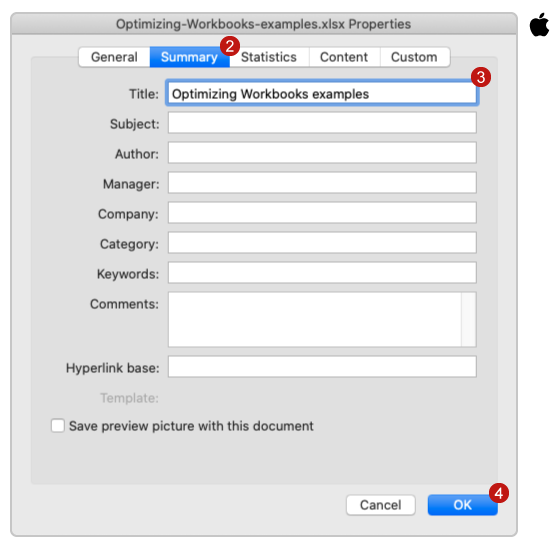 Optimizing-Workbooks-examples.xlsx Properties
General Summary 2 Statistics Content Custom
3
Title: Optimizing Workbooks examples
Subject:
Author:
Manager:
Company:
Category:
Keywords:
Comments:
Hyperlink base:
Template:
Save preview picture with this document
4
Cancel OK